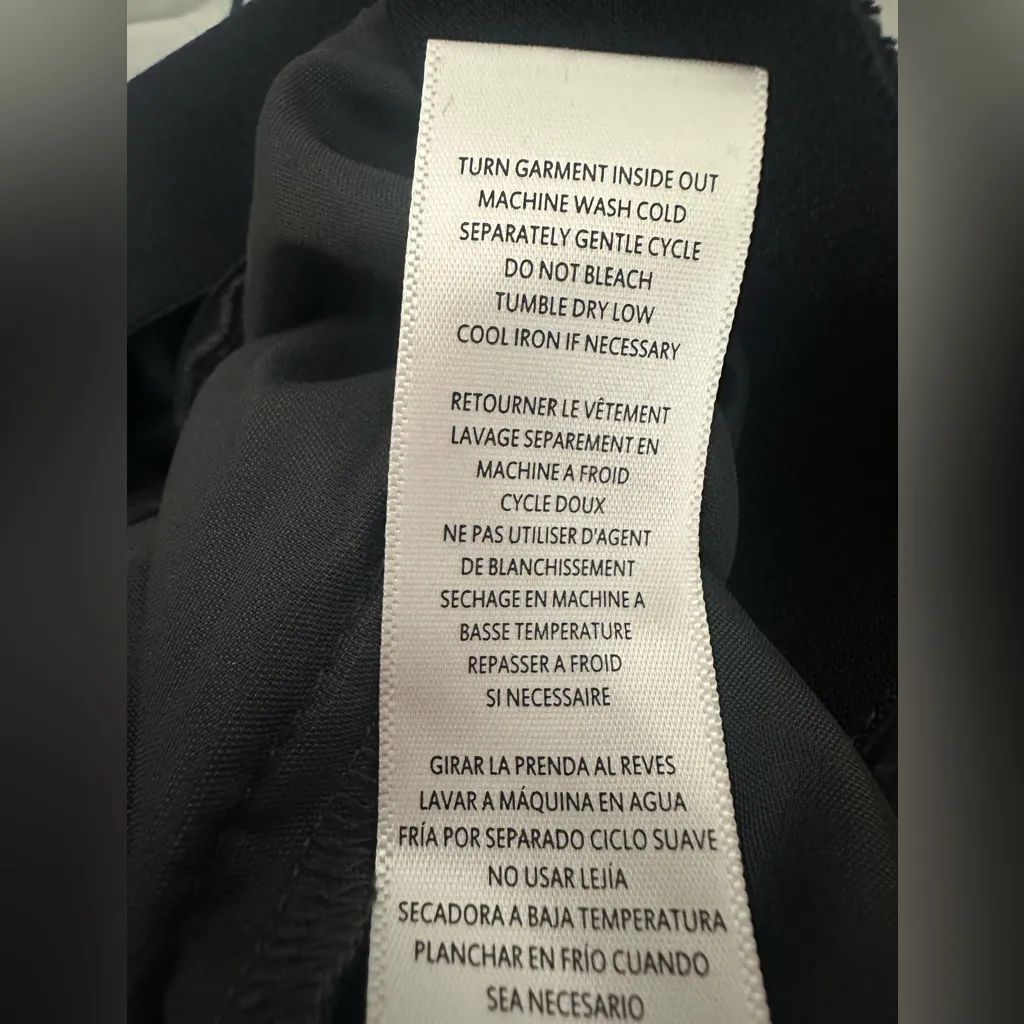 TURN GARMENT INSIDE OUT
MACHINE WASH COLD
SEPARATELY GENTLE CYCLE
DO NOT BLEACH
TUMBLE DRY LOW
COOL IRON IF NECESSARY
RETOURNER LE VÊTEMENT
LAVAGE SEPAREMENT EN
MACHINE A FROID
CYCLE DOUX
NE PAS UTILISER D'AGENT
DE BLANCHISSEMENT
SECHAGE EN MACHINE A
BASSE TEMPERATURE
REPASSER A FROID
SI NECESSAIRE
GIRAR LA PRENDA AL REVES
LAVAR A MÁQUINA EN AGUA
FRÍA POR SEPARADO CICLO SUAVE
NO USAR LEJÍA
SECADORA A BAJA TEMPERATURA
PLANCHAR EN FRÍO CUANDO
SEA NECESARIO